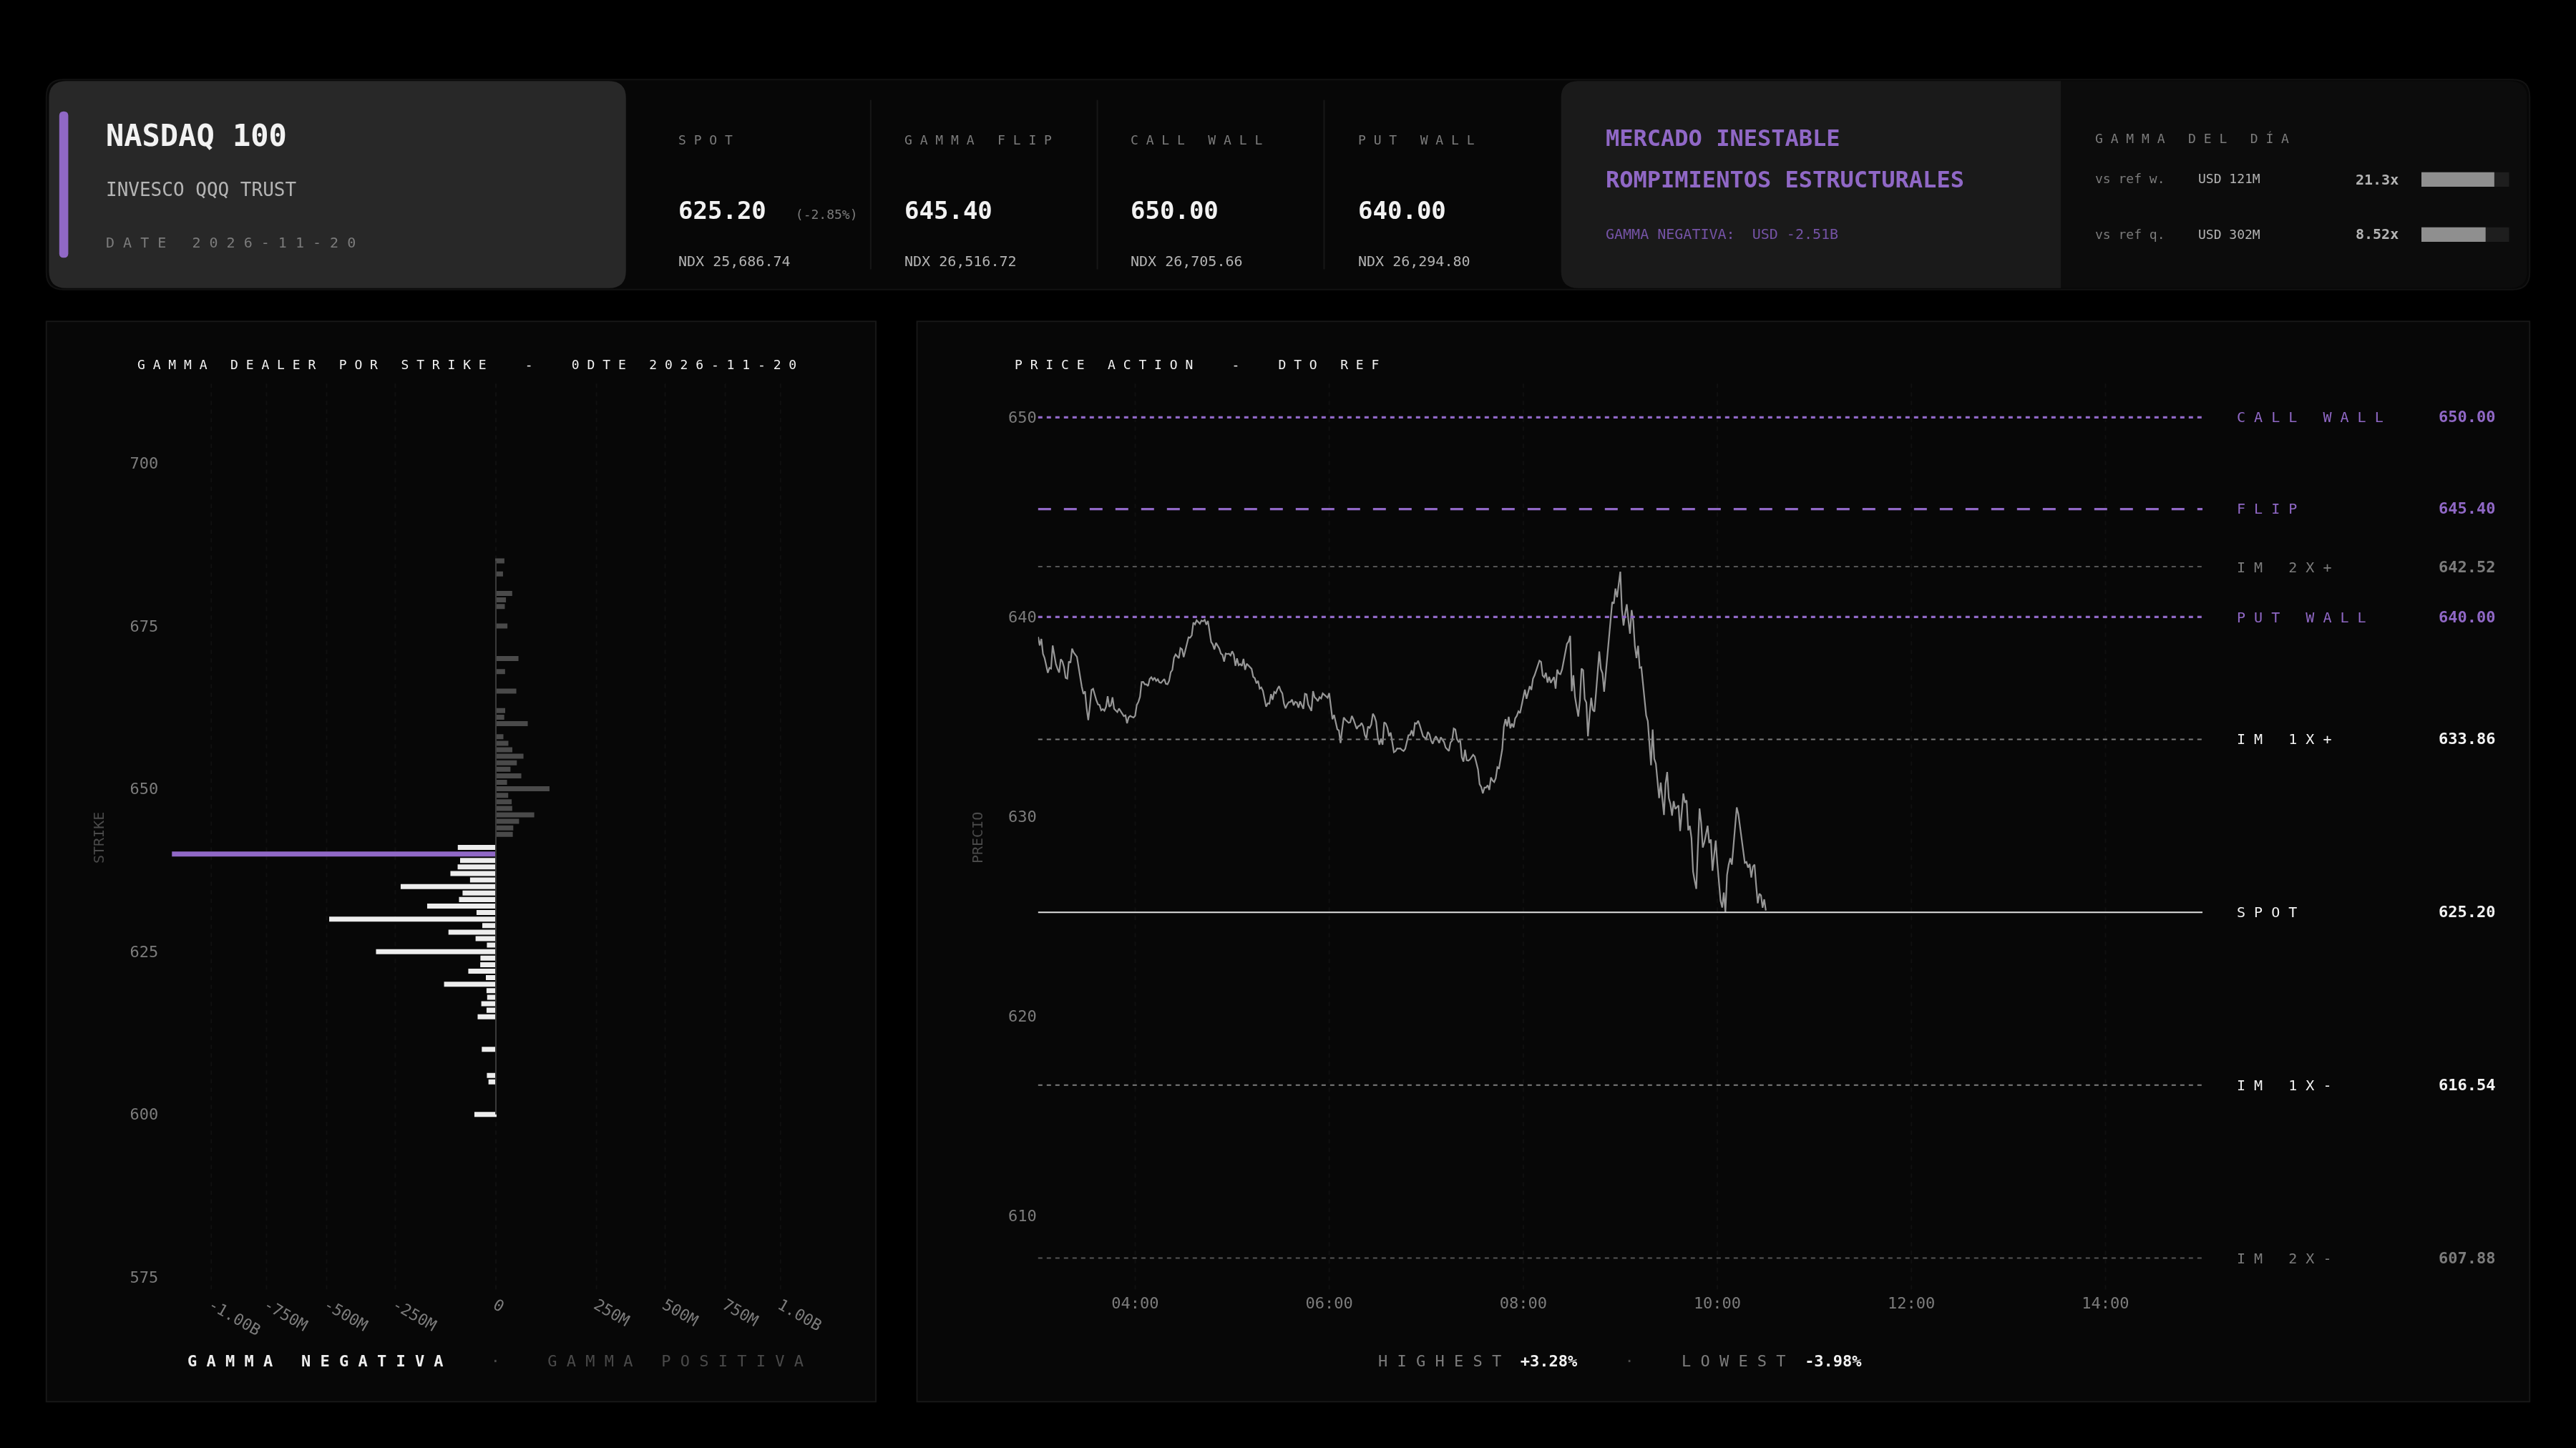 NASDAQ 100
INVESCO QQQ TRUST
DATE 2026-11-20
SPOT
625.20 (-2.85%)
NDX 25,686.74
GAMMA FLIP
645.40
NDX 26,516.72
CALL WALL
650.00
NDX 26,705.66
PUT WALL
640.00
NDX 26,294.80
MERCADO INESTABLE
ROMPIMIENTOS ESTRUCTURALES
GAMMA NEGATIVA: USD -2.51B
GAMMA DEL DÍA
vs ref w. USD 121M 21.3x
vs ref q. USD 302M 8.52x
GAMMA DEALER POR STRIKE - 0DTE 2026-11-20
STRIKE
700
675
650
625
600
575
-1.00B -750M -500M -250M 0 250M 500M 750M 1.00B
GAMMA NEGATIVA · GAMMA POSITIVA
PRICE ACTION - DTO REF
PRECIO
650
640
630
620
610
CALL WALL 650.00
FLIP 645.40
IM 2X+ 642.52
PUT WALL 640.00
IM 1X+ 633.86
SPOT 625.20
IM 1X- 616.54
IM 2X- 607.88
04:00 06:00 08:00 10:00 12:00 14:00
HIGHEST +3.28% · LOWEST -3.98%